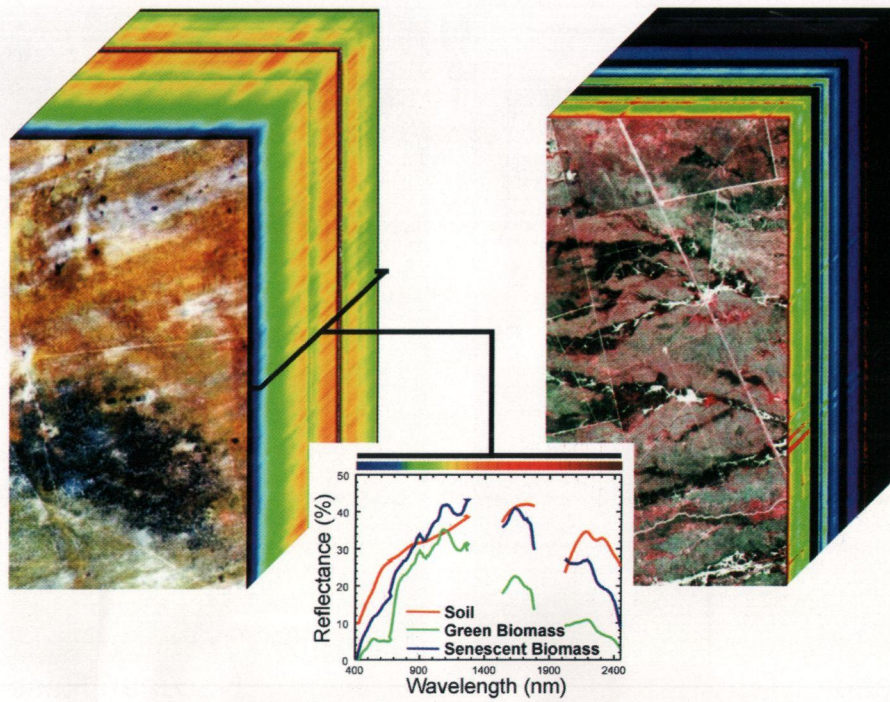 50
40
30
20
10
0
Reflectance (%)
Soil
Green Biomass
Senescent Biomass
400 900 1400 1900 2400
Wavelength (nm)